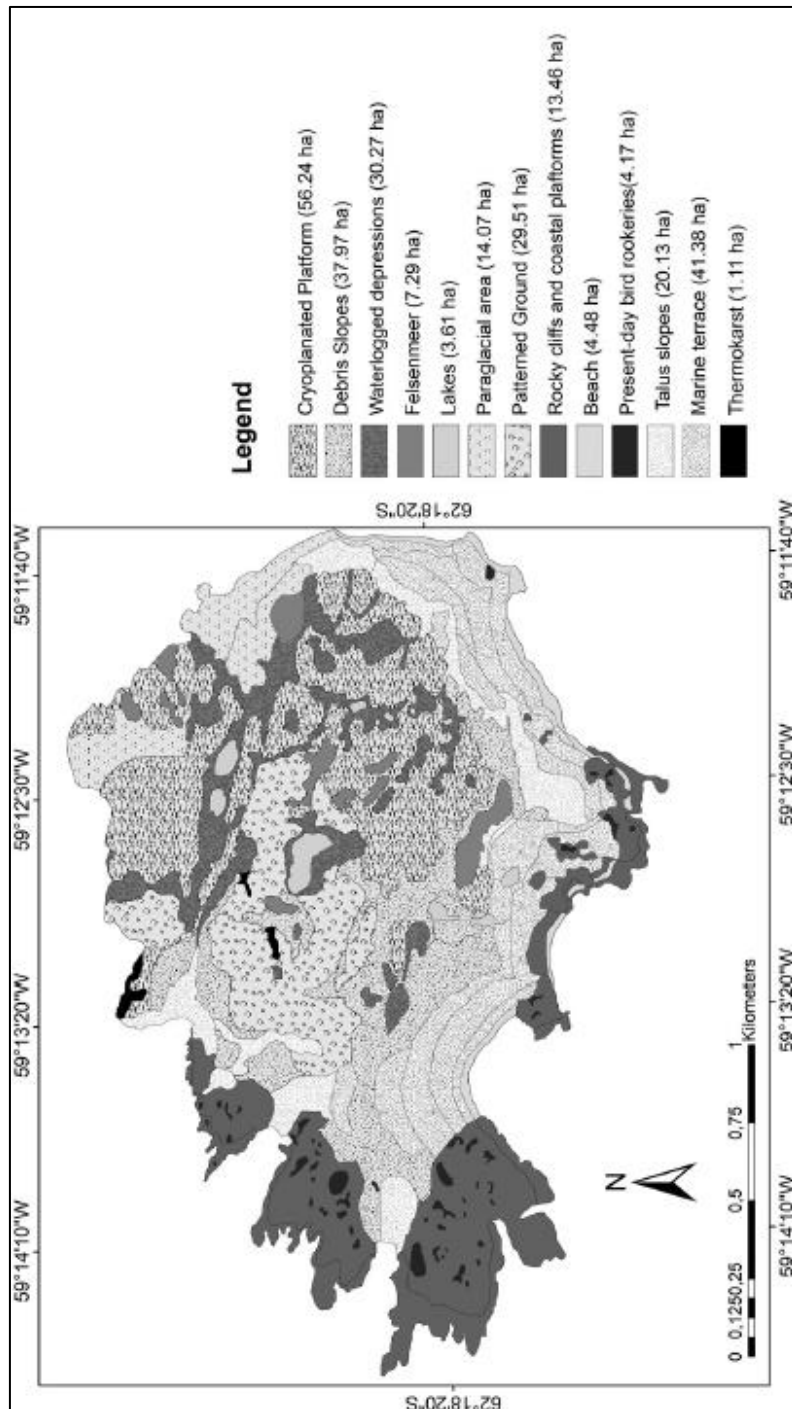 Legend
Cryoplanated Platform (56.24 ha)
Debris Slopes (37.97 ha)
Waterlogged depressions (30.27 ha)
Felsenmeer (7.29 ha)
Lakes (3.61 ha)
Paraglacial area (14.07 ha)
Patterned Ground (29.51 ha)
Rocky cliffs and coastal plaftorms (13.46 ha)
Beach (4.48 ha)
Present-day bird rookeries(4.17 ha)
Talus slopes (20.13 ha)
Marine terrace (41.38 ha)
Thermokarst (1.11 ha)
59°14'10"W
59°13'20"W
59°12'30"W
59°11'40"W
62°18'20"S
62°18'20"S
N
0 0,1250,25 0,5 0,75 1
Kilometers
59°14'10"W
59°13'20"W
59°12'30"W
59°11'40"W